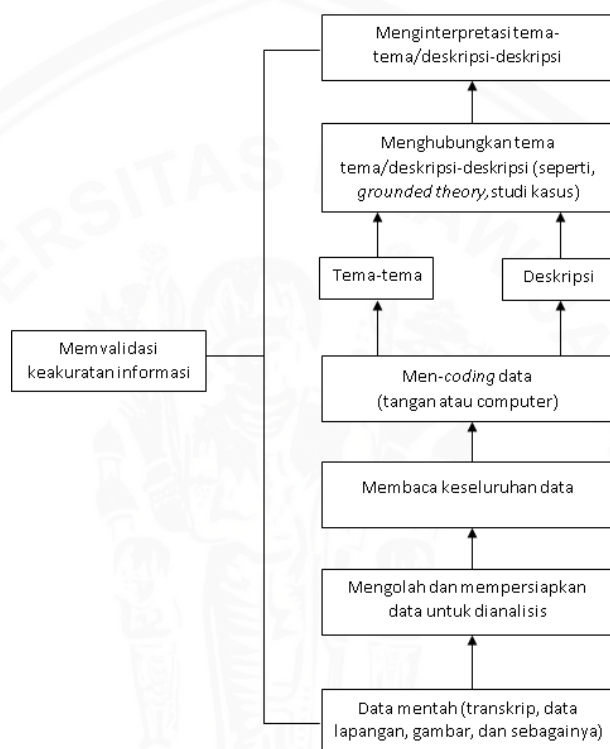 Menginterpretasi tema-
tema/deskripsi-deskripsi
Menghubungkan tema
tema/deskripsi-deskripsi (seperti,
grounded theory, studi kasus)
Tema-tema
Deskripsi
Memvalidasi
keakuratan informasi
Men-coding data
(tangan atau computer)
Membaca keseluruhan data
Mengolah dan mempersiapkan
data untuk dianalisis
Data mentah (transkrip, data
lapangan, gambar, dan sebagainya)